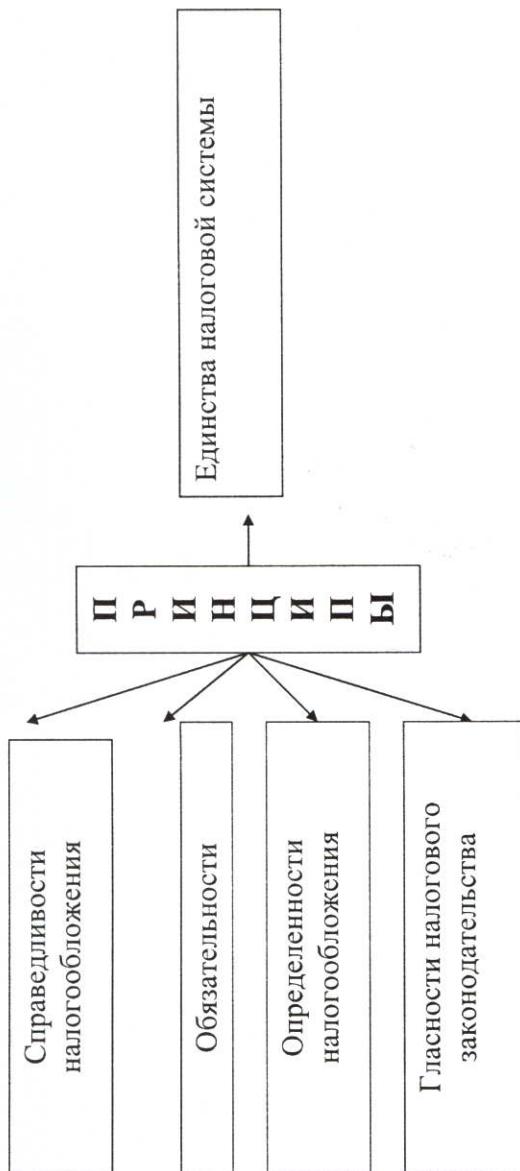 Справедливости
налогообложения
Обязательности
Определенности
налогообложения
Гласности налогового
законодательства
П
Р
И
Н
Ц
И
П
Ы
Единства налоговой системы